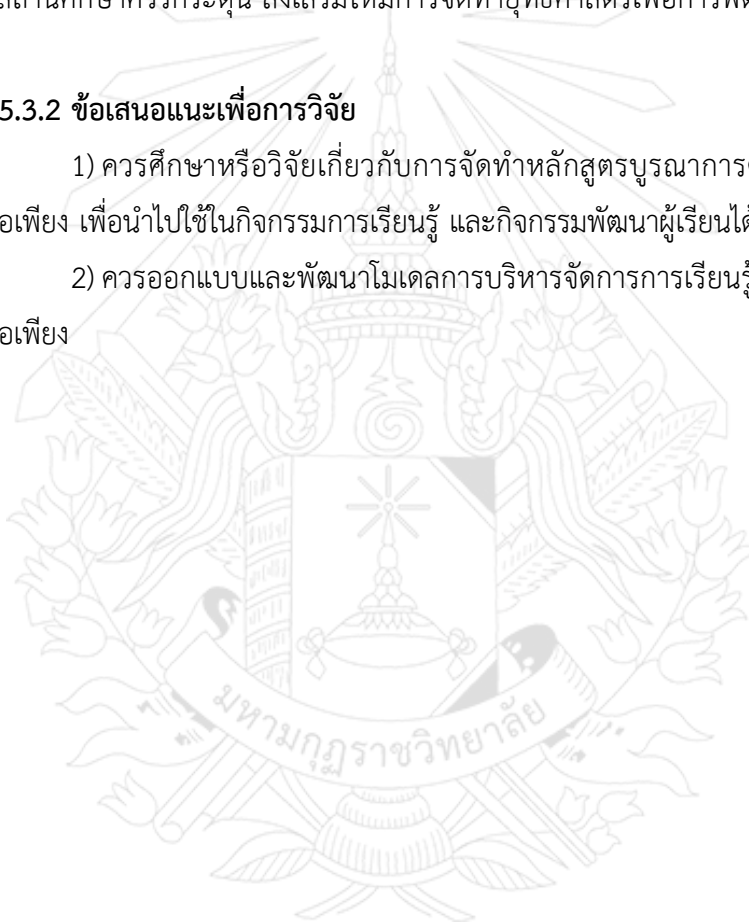 สถานศึกษาควรกระตุ้น ส่งเสริมให้มีการจัดทำยุทธศาสตร์เพื่อการพัฒ
5.3.2 ข้อเสนอแนะเพื่อการวิจัย
1) ควรศึกษาหรือวิจัยเกี่ยวกับการจัดทำหลักสูตรบูรณาการ
อเพียง เพื่อนำไปใช้ในกิจกรรมการเรียนรู้ และกิจกรรมพัฒนาผู้เรียนได้
2) ควรออกแบบและพัฒนาโมเดลการบริหารจัดการการเรียนรู้
อเพียง
มหามกุฏราชวิทยาลัย